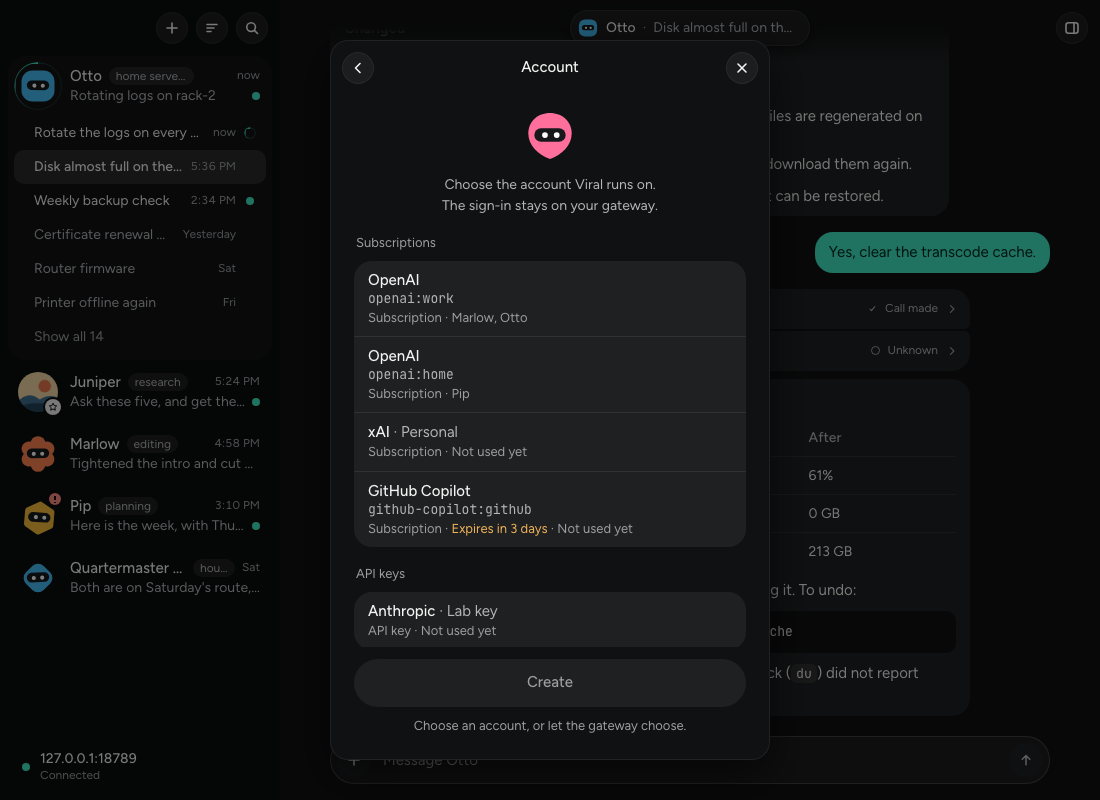 Otto home serve... now
Rotating logs on rack-2
Rotate the logs on every ... now
Disk almost full on the... 5:36 PM
Weekly backup check 2:34 PM
Certificate renewal ... Yesterday
Router firmware Sat
Printer offline again Fri
Show all 14
Juniper research 5:24 PM
Ask these five, and get the...
Marlow editing 4:58 PM
Tightened the intro and cut ...
Pip planning 3:10 PM
Here is the week, with Thu...
Quartermaster ... hou... Sat
Both are on Saturday's route,...
127.0.0.1:18789
Connected
Otto · Disk almost full on th...
Account
Choose the account Viral runs on.
The sign-in stays on your gateway.
Subscriptions
OpenAI
openai:work
Subscription · Marlow, Otto
OpenAI
openai:home
Subscription · Pip
xAI · Personal
Subscription · Not used yet
GitHub Copilot
github-copilot:github
Subscription · Expires in 3 days · Not used yet
API keys
Anthropic · Lab key
API key · Not used yet
Create
Choose an account, or let the gateway choose.
iles are regenerated on
download them again.
can be restored.
Yes, clear the transcode cache.
Call made
Unknown
After
61%
0 GB
213 GB
g it. To undo:
che
ck ( du ) did not report
Message Otto